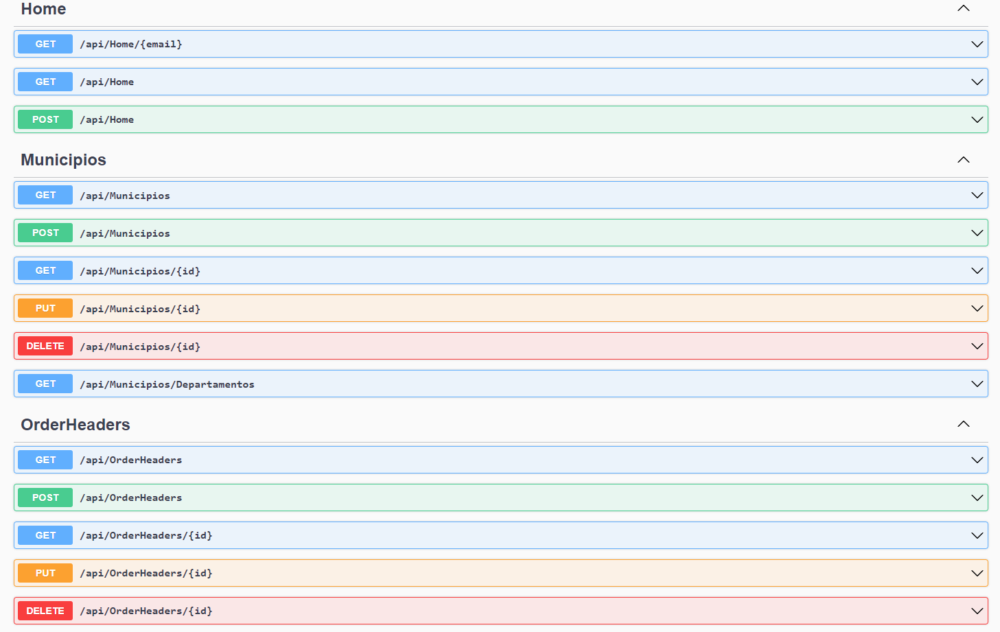 Home
GET /api/Home/{email}
GET /api/Home
POST /api/Home
Municipios
GET /api/Municipios
POST /api/Municipios
GET /api/Municipios/{id}
PUT /api/Municipios/{id}
DELETE /api/Municipios/{id}
GET /api/Municipios/Departamentos
OrderHeaders
GET /api/OrderHeaders
POST /api/OrderHeaders
GET /api/OrderHeaders/{id}
PUT /api/OrderHeaders/{id}
DELETE /api/OrderHeaders/{id}